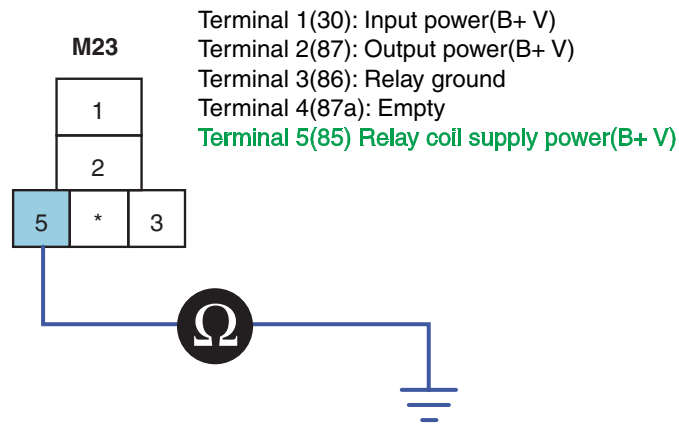 Terminal 1(30): Input power(B+ V)
Terminal 2(87): Output power(B+ V)
Terminal 3(86): Relay ground
Terminal 4(87a): Empty
Terminal 5(85) Relay coil supply power(B+ V)
M23
1
2
5 * 3
Ω